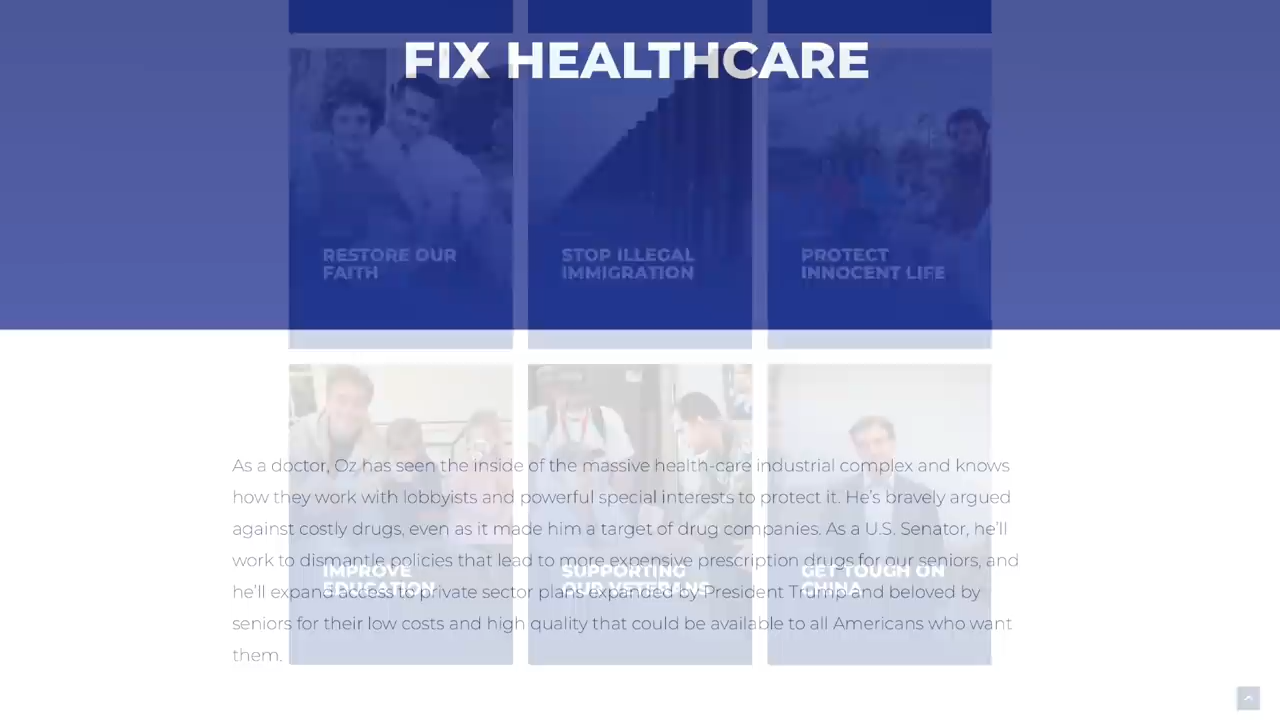 FIX HEALTHCARE
RESTORE OUR
FAITH
STOP ILLEGAL
IMMIGRATION
PROTECT
INNOCENT LIFE
As a doctor, Oz has seen the inside of the massive health-care industrial complex and knows
how they work with lobbyists and powerful special interests to protect it. He's bravely argued
against costly drugs, even as it made him a target of drug companies. As a U.S. Senator, he'll
work to dismantle policies that lead to more expensive prescription drugs for our seniors, and
he'll expand access to private sector plans expanded by President Trump and beloved by
seniors for their low costs and high quality that could be available to all Americans who want
them.
IMPROVE
EDUCATION
SUPPORTING
OUR VETERANS
GET TOUGH ON
CHINA